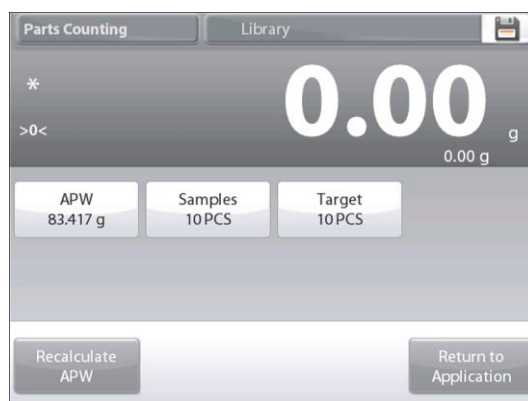 Parts Counting
Library
*
0.00
>0<
g
0.00 g
APW
83.417 g
Samples
10 PCS
Target
10 PCS
Recalculate
APW
Return to
Application